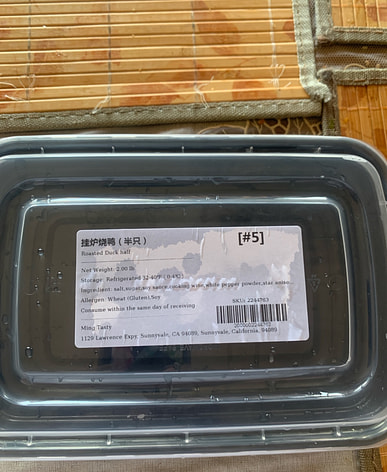 挂炉烧鸭（半只）
[#5]
Roasted Duck half
Net Weight: 2.00 lb
Storage: Refrigerated 32-40°F ( 0-4°C)
Ingredient: salt,sugar,soy sauce,cooking wine,white pepper powder,star anise
Allergen: Wheat (Gluten),Soy
Consume within the same day of receiving
SKU: 2244763
Ming Tasty
1129 Lawrence Expy, Sunnyvale, CA 94089, Sunnyvale, California, 94089